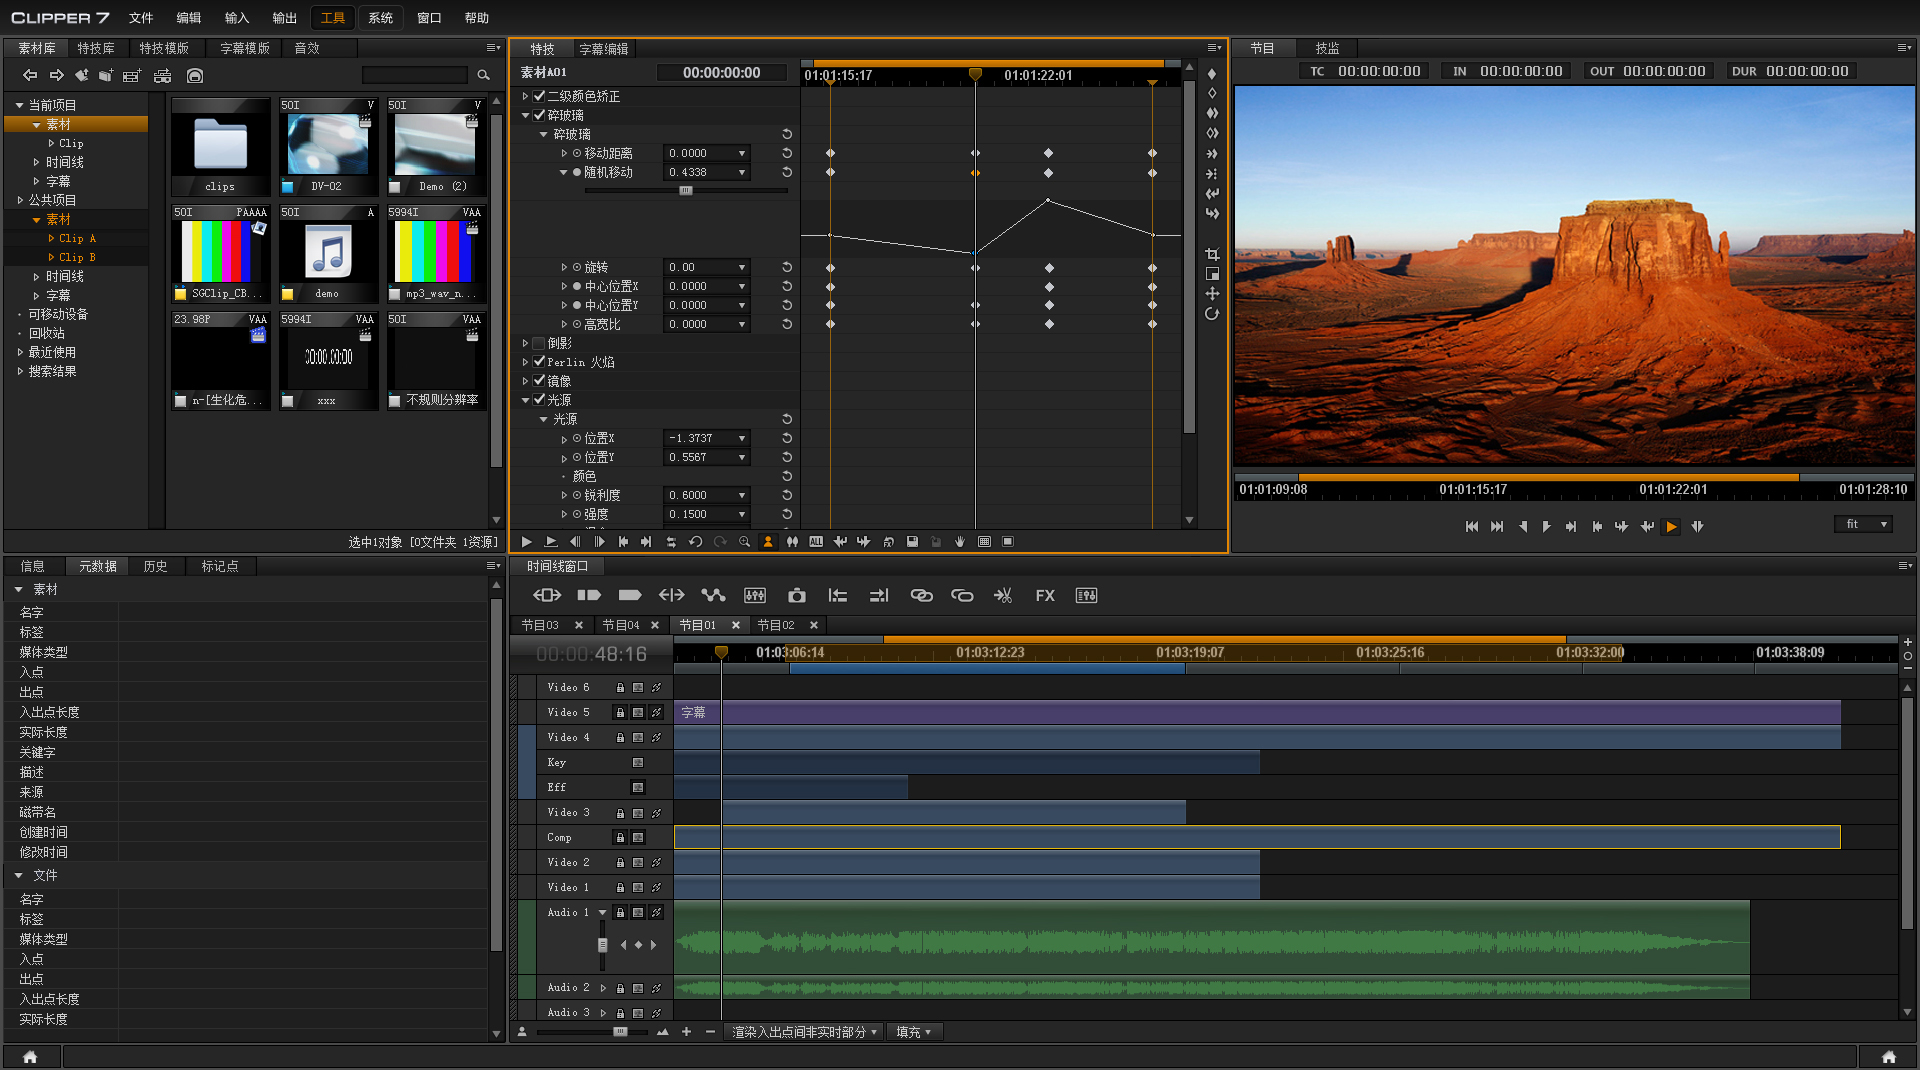 CLIPPER 7 文件 编辑 输入 输出 工具 系统 窗口 帮助
素材库 特技库 特技模版 字幕模版 音效
当前项目
素材
Clip
时间线
字幕
公共项目
素材
Clip A
Clip B
时间线
字幕
可移动设备
回收站
最近使用
搜索结果
clips
50I V
DV-02
50I V
Demo (2)
50I PAAAA
SGClip_CB...
50I A
demo
5994I VAA
mp3_wav_n...
23.98P VAA
n-[生化危...
5994I VAA
00:00.00:00
xxx
50I VAA
不规则分辨率
选中1对象 [0文件夹 1资源]
特技 字幕编辑
素材A01 00:00:00:00
01:01:15:17 01:01:22:01
二级颜色矫正
碎玻璃
碎玻璃
移动距离 0.0000
随机移动 0.4338
旋转 0.00
中心位置X 0.0000
中心位置Y 0.0000
高宽比 0.0000
倒影
Perlin 火焰
镜像
光源
光源
位置X -1.3737
位置Y 0.5567
颜色
锐利度 0.6000
强度 0.1500
ALL
节目 技监
TC 00:00:00:00 IN 00:00:00:00 OUT 00:00:00:00 DUR 00:00:00:00
01:01:09:08 01:01:15:17 01:01:22:01 01:01:28:10
fit
信息 元数据 历史 标记点
素材
名字
标签
媒体类型
入点
出点
入出点长度
实际长度
关键字
描述
来源
磁带名
创建时间
修改时间
文件
名字
标签
媒体类型
入点
出点
入出点长度
实际长度
时间线窗口
FX
节目03 节目04 节目01 节目02
00:00:48:16 01:03:06:14 01:03:12:23 01:03:19:07 01:03:25:16 01:03:32:00 01:03:38:09
Video 6
Video 5 字幕
Video 4
Key
Eff
Video 3
Comp
Video 2
Video 1
Audio 1
Audio 2
Audio 3
渲染入出点间非实时部分 填充